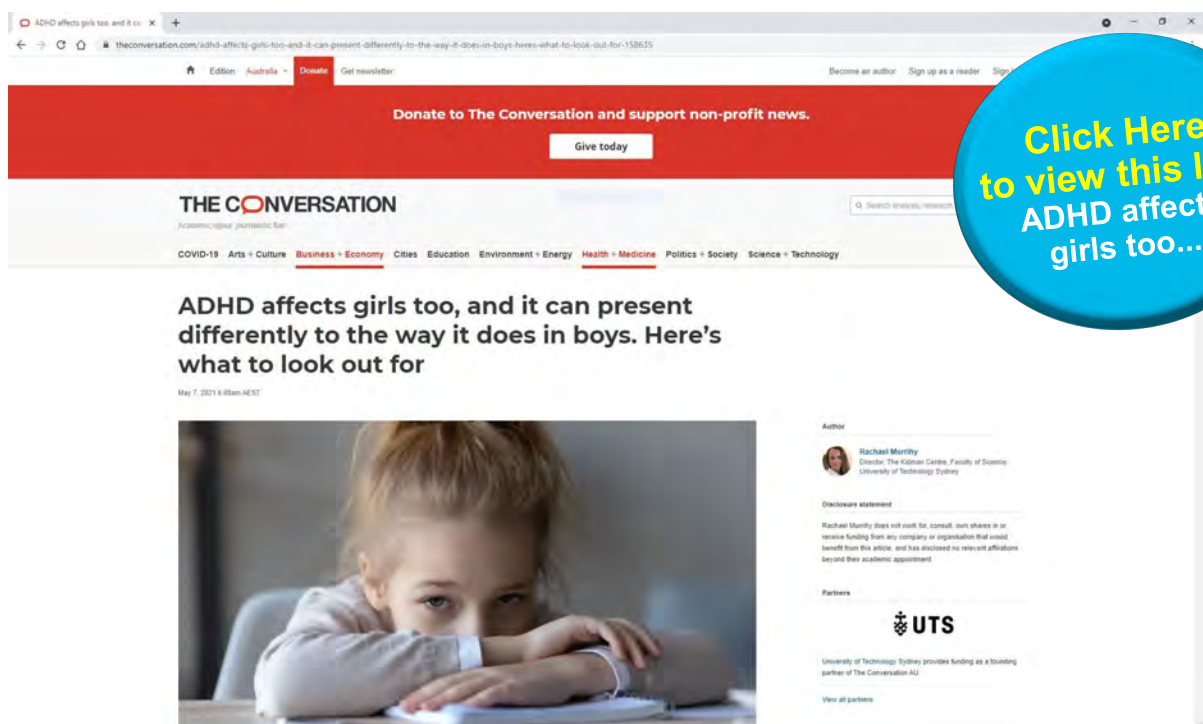 ADHD affects girls too, and it ca
theconversation.com/adhd-affects-girls-too-and-it-can-present-differently-to-the-way-it-does-in-boys-heres-what-to-look-out-for-158635
Edition Australia Donate Get newsletter
Become an author Sign up as a reader Sign
Donate to The Conversation and support non-profit news.
Give today
THE CONVERSATION
Academic rigour, journalistic flair
Search analysis, research
COVID-19 Arts + Culture Business + Economy Cities Education Environment + Energy Health + Medicine Politics + Society Science + Technology
Click Here
to view this
ADHD affect
girls too...
ADHD affects girls too, and it can present
differently to the way it does in boys. Here's
what to look out for
May 7, 2021 6.08am AEST
Author
Rachael Murrihy
Director, The Kidman Centre, Faculty of Science,
University of Technology Sydney
Disclosure statement
Rachael Murrihy does not work for, consult, own shares in or
receive funding from any company or organisation that would
benefit from this article, and has disclosed no relevant affiliations
beyond their academic appointment.
Partners
UTS
University of Technology Sydney provides funding as a founding
partner of The Conversation AU.
View all partners